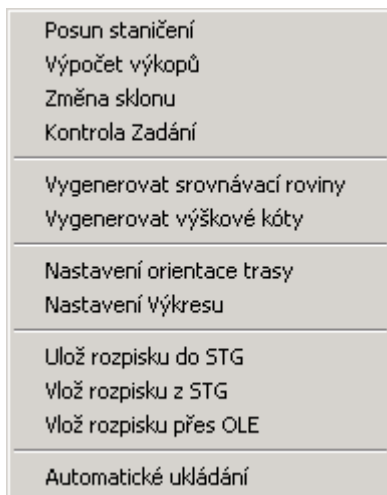 Posun staničení
Výpočet výkopů
Změna sklonu
Kontrola Zadání
Vygenerovat srovnávací roviny
Vygenerovat výškové kóty
Nastavení orientace trasy
Nastavení Výkresu
Ulož rozpisku do STG
Vlož rozpisku z STG
Vlož rozpisku přes OLE
Automatické ukládání